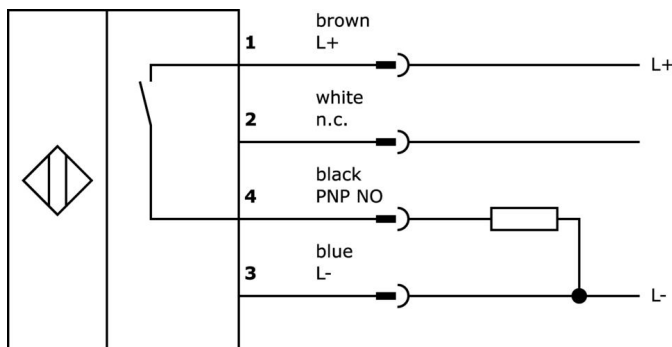 brown
1 L+
L+
white
2 n.c.
black
4 PNP NO
blue
3 L-
L-